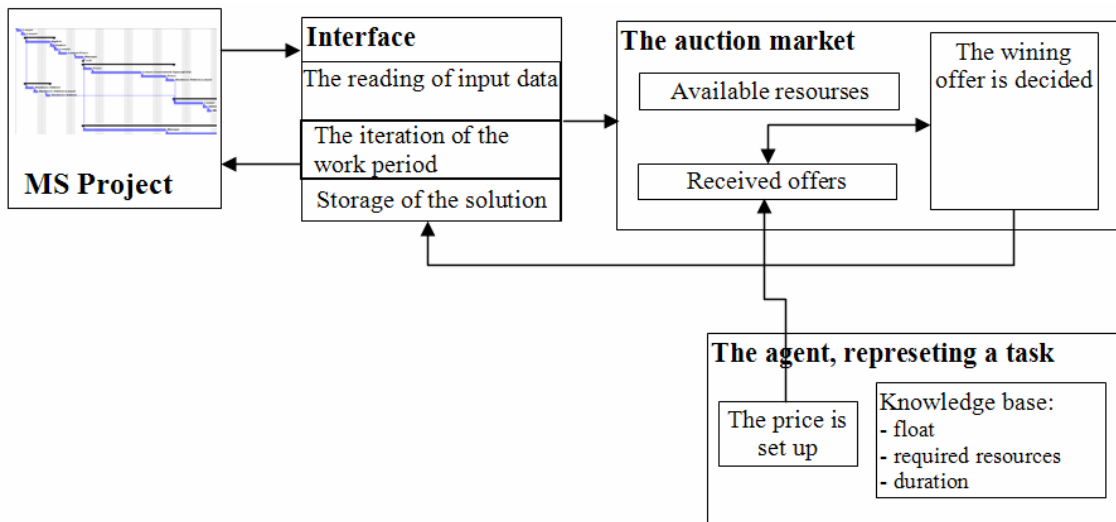 MS Project
Interface
The reading of input data
The iteration of the
work period
Storage of the solution
The auction market
Available resourses
Received offers
The wining
offer is decided
The agent, represeting a task
The price is
set up
Knowledge base:
- float
- required resources
- duration